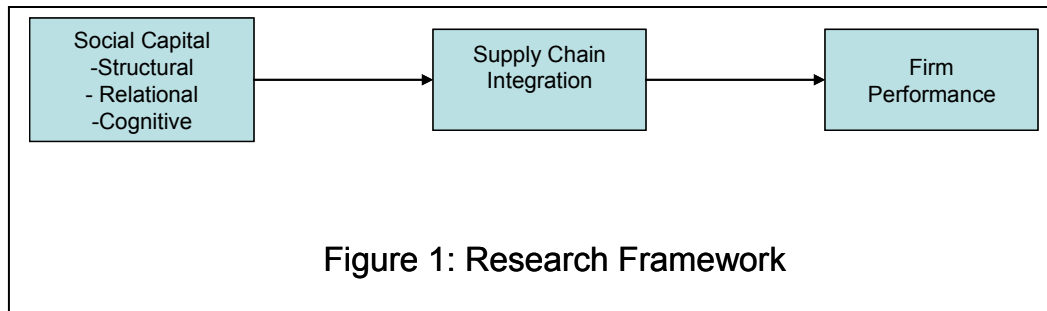 Social Capital
-Structural
- Relational
-Cognitive
Supply Chain
Integration
Firm
Performance
Figure 1: Research Framework